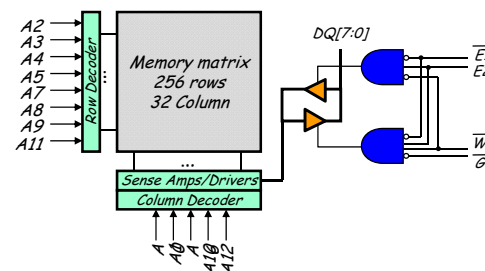 A2
A3
A4
A5
A7
A8
A9
A11
Row Decoder
...
Memory matrix
256 rows
32 Column
DQ[7:0]
W
G
...
Sense Amps/Drivers
Column Decoder
A
A
A12